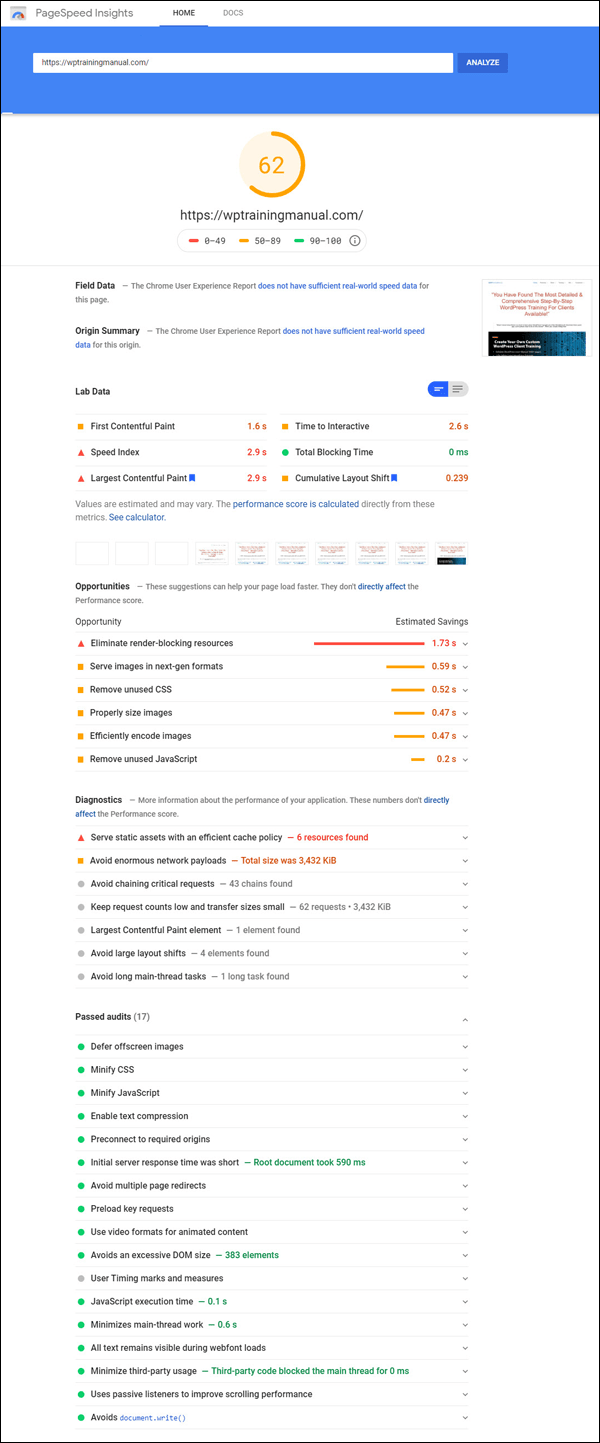 PageSpeed Insights HOME DOCS
https://wptrainingmanual.com/ ANALYZE
62
https://wptrainingmanual.com/
0–49 50–89 90–100
Field Data — The Chrome User Experience Report does not have sufficient real-world speed data for
this page.
Origin Summary — The Chrome User Experience Report does not have sufficient real-world speed
data for this origin.
"You Have Found The Most Detailed &
Comprehensive Step-By-Step
WordPress Training For Clients
Available!"
Create Your Own Custom
WordPress Client Training
Lab Data
First Contentful Paint 1.6 s Time to Interactive 2.6 s
Speed Index 2.9 s Total Blocking Time 0 ms
Largest Contentful Paint 2.9 s Cumulative Layout Shift 0.239
Values are estimated and may vary. The performance score is calculated directly from these
metrics. See calculator.
Opportunities — These suggestions can help your page load faster. They don't directly affect the
Performance score.
Opportunity Estimated Savings
Eliminate render-blocking resources 1.73 s
Serve images in next-gen formats 0.59 s
Remove unused CSS 0.52 s
Properly size images 0.47 s
Efficiently encode images 0.47 s
Remove unused JavaScript 0.2 s
Diagnostics — More information about the performance of your application. These numbers don't directly
affect the Performance score.
Serve static assets with an efficient cache policy — 6 resources found
Avoid enormous network payloads — Total size was 3,432 KiB
Avoid chaining critical requests — 43 chains found
Keep request counts low and transfer sizes small — 62 requests • 3,432 KiB
Largest Contentful Paint element — 1 element found
Avoid large layout shifts — 4 elements found
Avoid long main-thread tasks — 1 long task found
Passed audits (17)
Defer offscreen images
Minify CSS
Minify JavaScript
Enable text compression
Preconnect to required origins
Initial server response time was short — Root document took 590 ms
Avoid multiple page redirects
Preload key requests
Use video formats for animated content
Avoids an excessive DOM size — 383 elements
User Timing marks and measures
JavaScript execution time — 0.1 s
Minimizes main-thread work — 0.6 s
All text remains visible during webfont loads
Minimize third-party usage — Third-party code blocked the main thread for 0 ms
Uses passive listeners to improve scrolling performance
Avoids document.write()